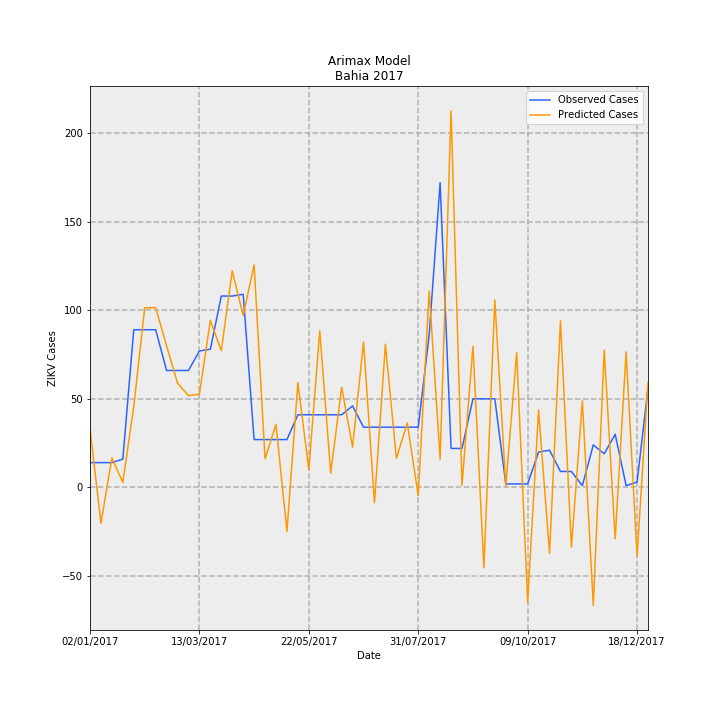 Arimax Model
Bahia 2017
Observed Cases
Predicted Cases
200
150
100
50
0
−50
ZIKV Cases
02/01/2017
13/03/2017
22/05/2017
31/07/2017
09/10/2017
18/12/2017
Date